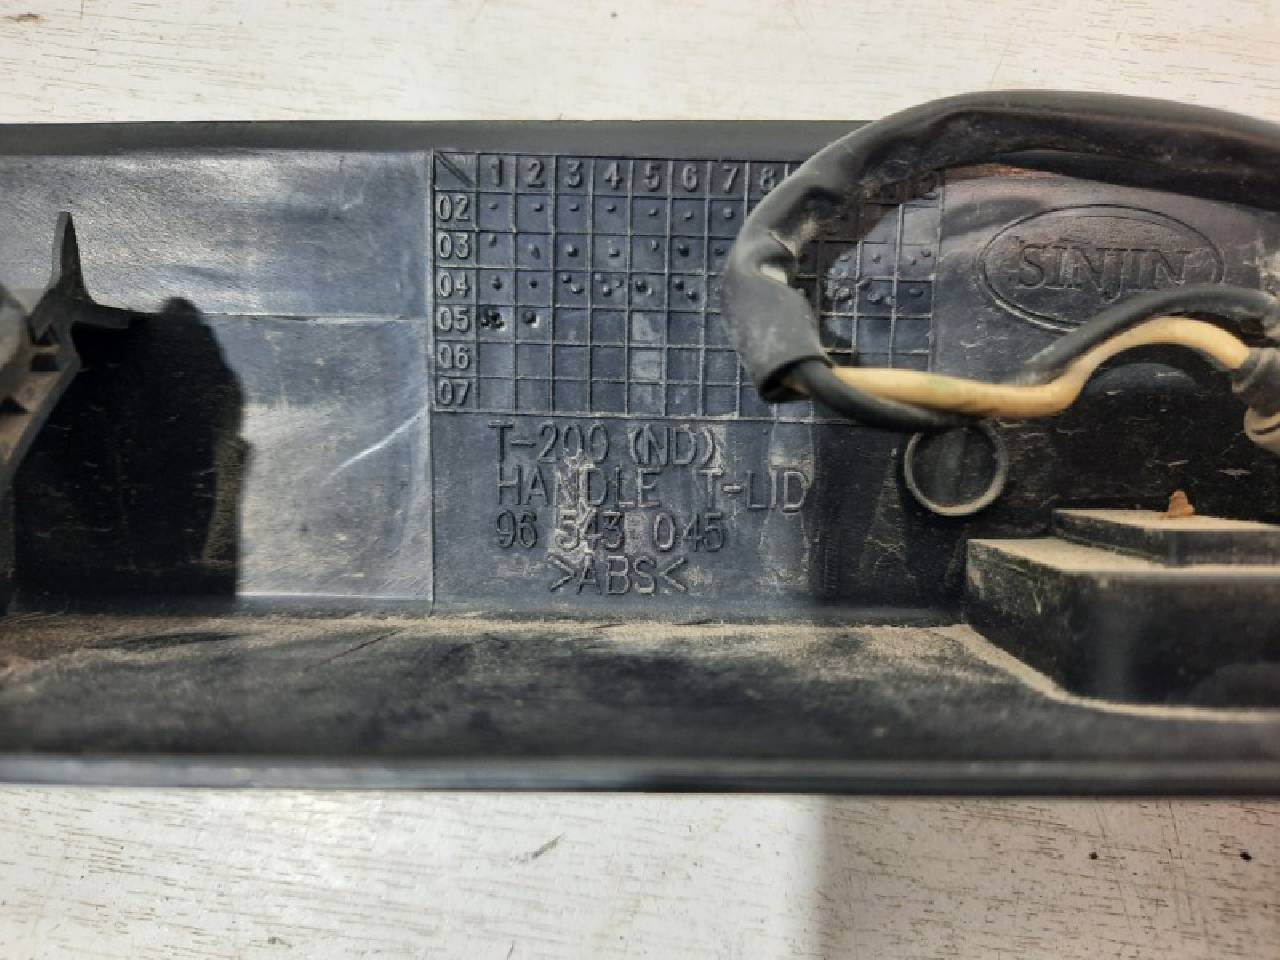 1 2 3 4 5 6 7 8
02
03
04
05
06
07
SINJIN
T-200 (ND)
HANDLE T-LID
96 543 045
>ABS<